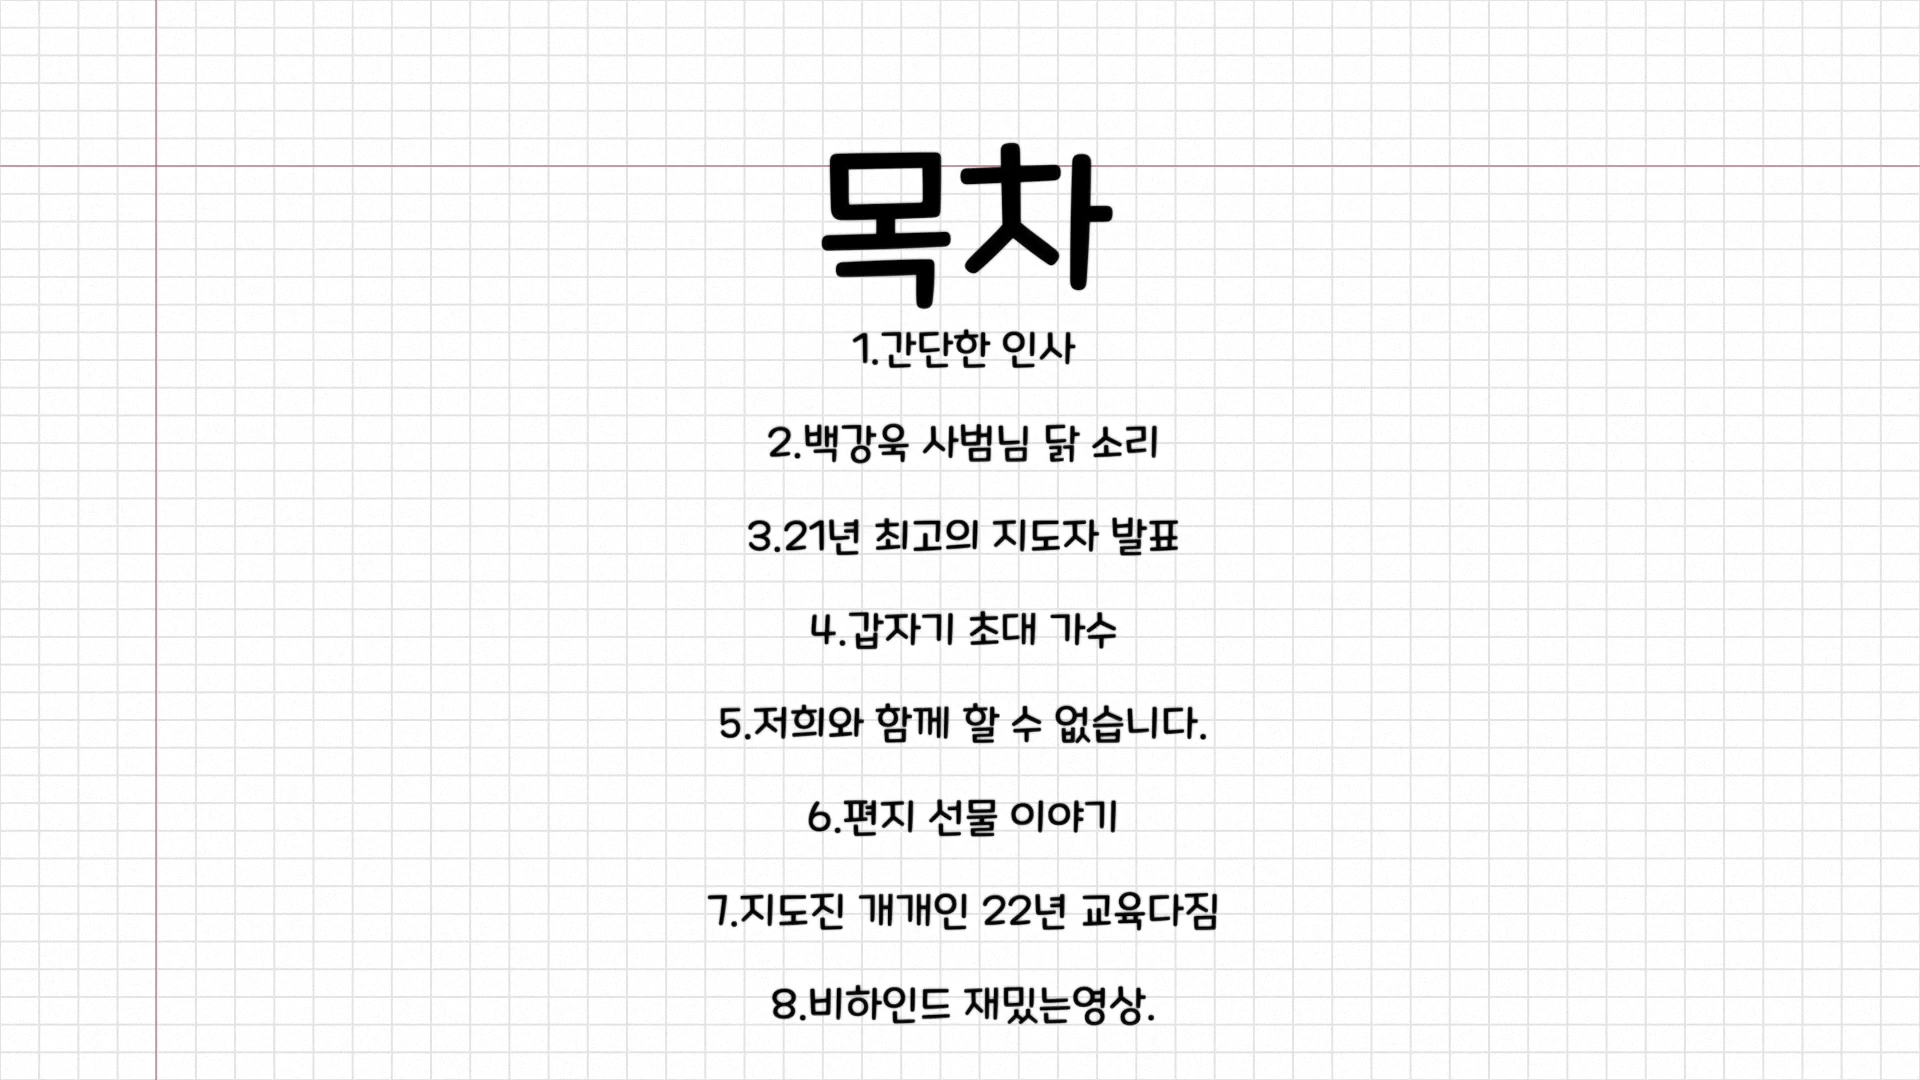 목차
1.간단한 인사
2.백강욱 사범님 닭 소리
3.21년 최고의 지도자 발표
4.갑자기 초대 가수
5.저희와 함께 할 수 없습니다.
6.편지 선물 이야기
7.지도진 개개인 22년 교육다짐
8.비하인드 재밌는영상.